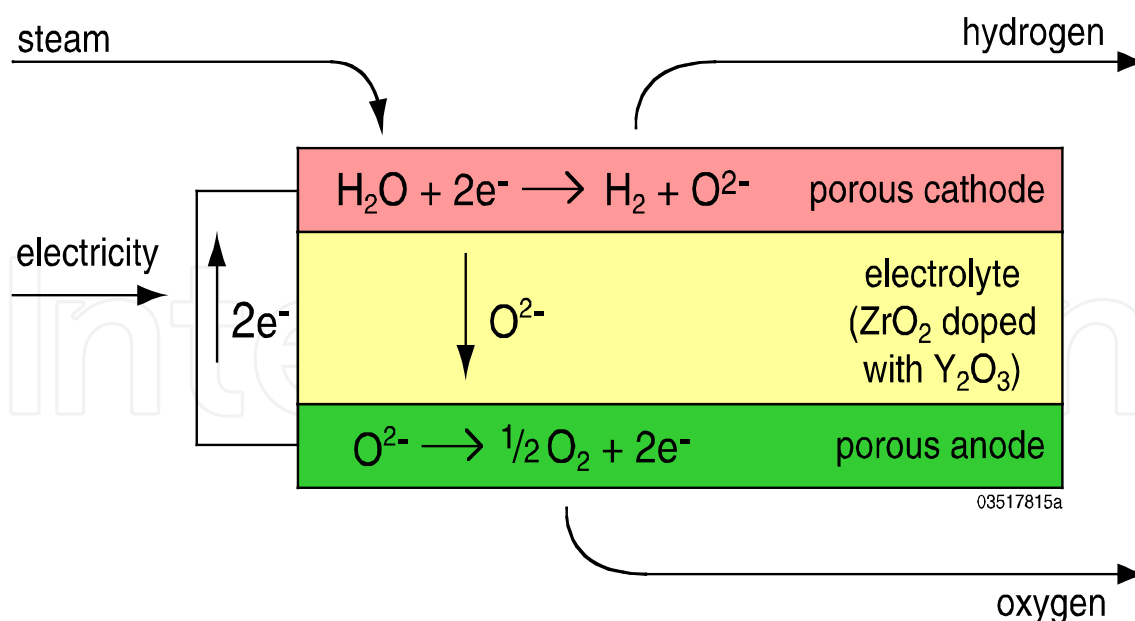 steam
hydrogen
H₂O + 2e⁻ → H₂ + O²⁻
porous cathode
electricity
2e⁻
O²⁻
electrolyte
(ZrO₂ doped
with Y₂O₃)
O²⁻ → 1/2 O₂ + 2e⁻
porous anode
03517815a
oxygen